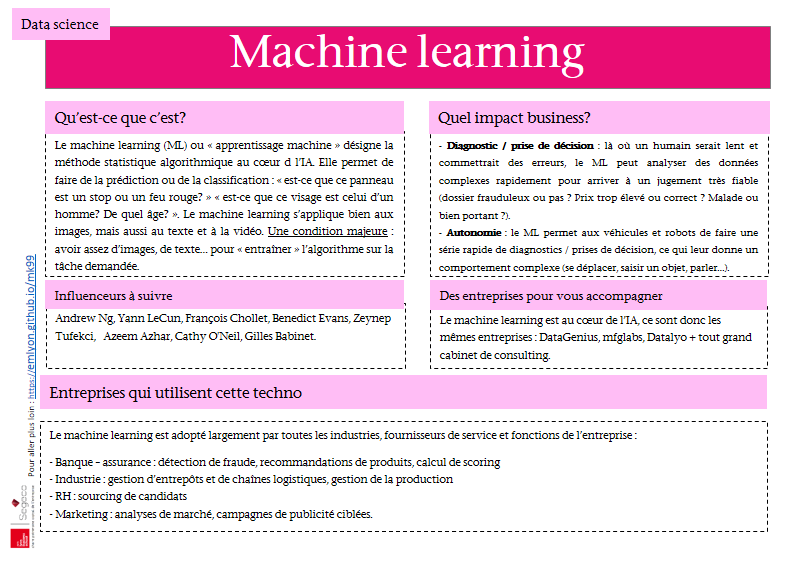 Data science
Machine learning
Qu'est-ce que c'est?
Le machine learning (ML) ou « apprentissage machine » désigne la
méthode statistique algorithmique au cœur d l'IA. Elle permet de
faire de la prédiction ou de la classification : « est-ce que ce panneau
est un stop ou un feu rouge? » « est-ce que ce visage est celui d'un
homme? De quel âge? ». Le machine learning s'applique bien aux
images, mais aussi au texte et à la vidéo. Une condition majeure :
avoir assez d'images, de texte... pour « entraîner » l'algorithme sur la
tâche demandée.
Quel impact business?
- Diagnostic / prise de décision : là où un humain serait lent et
commettrait des erreurs, le ML peut analyser des données
complexes rapidement pour arriver à un jugement très fiable
(dossier frauduleux ou pas ? Prix trop élevé ou correct ? Malade ou
bien portant ?).
- Autonomie : le ML permet aux véhicules et robots de faire une
série rapide de diagnostics / prises de décision, ce qui leur donne un
comportement complexe (se déplacer, saisir un objet, parler...).
Influenceurs à suivre
Andrew Ng, Yann LeCun, François Chollet, Benedict Evans, Zeynep
Tufekci, Azeem Azhar, Cathy O'Neil, Gilles Babinet.
Des entreprises pour vous accompagner
Le machine learning est au cœur de l'IA, ce sont donc les
mêmes entreprises : DataGenius, mfglabs, Datalyo + tout grand
cabinet de consulting.
Entreprises qui utilisent cette techno
Le machine learning est adopté largement par toutes les industries, fournisseurs de service et fonctions de l'entreprise :
- Banque – assurance : détection de fraude, recommandations de produits, calcul de scoring
- Industrie : gestion d'entrepôts et de chaînes logistiques, gestion de la production
- RH : sourcing de candidats
- Marketing : analyses de marché, campagnes de publicité ciblées.
Pour aller plus loin : https://emlyon.github.io/mk99
Segeco